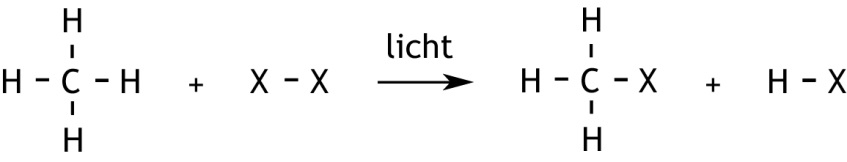 H H
licht
H – C – H + X – X ⟶ H – C – X + H – X
H H